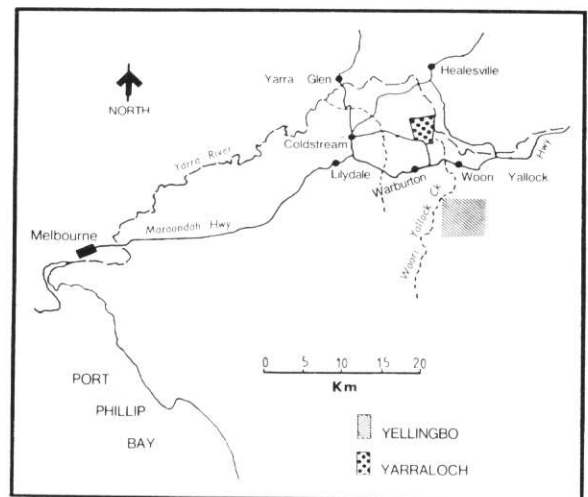 Yarra Glen
Healesville
NORTH
Yarra River
Coldstream
Lilydale
Warburton
Woori Yallock
Hwy
Woori Yallock Ck
Melbourne
Maroondah Hwy
0 5 10 15 20
Km
PORT
PHILLIP
BAY
YELLINGBO
YARRALOCH